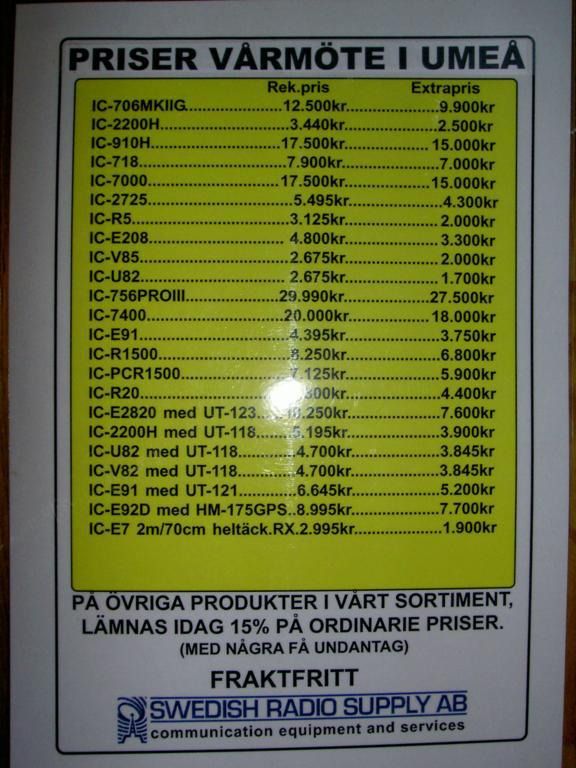 PRISER VÅRMÖTE I UMEÅ
Rek.pris Extrapris
IC-706MKIIG..................12.500kr................9.900kr
IC-2200H........................3.440kr................2.500kr
IC-910H........................17.500kr...............15.000kr
IC-718............................7.900kr................7.000kr
IC-7000........................17.500kr...............15.000kr
IC-2725..........................5.495kr................4.300kr
IC-R5..............................3.125kr................2.000kr
IC-E208..........................4.800kr................3.300kr
IC-V85............................2.675kr................2.000kr
IC-U82............................2.675kr................1.700kr
IC-756PROIII................29.990kr...............27.500kr
IC-7400........................20.000kr...............18.000kr
IC-E91............................4.395kr................3.750kr
IC-R1500........................8.250kr................6.800kr
IC-PCR1500....................7.125kr................5.900kr
IC-R20............................ 4.400kr
IC-E2820 med UT-123.... 7.600kr
IC-2200H med UT-118.......5.195kr................3.900kr
IC-U82 med UT-118..........4.700kr................3.845kr
IC-V82 med UT-118..........4.700kr................3.845kr
IC-E91 med UT-121..........6.645kr................5.200kr
IC-E92D med HM-175GPS..8.995kr................7.700kr
IC-E7 2m/70cm heltäck.RX.2.995kr................1.900kr
PÅ ÖVRIGA PRODUKTER I VÅRT SORTIMENT,
LÄMNAS IDAG 15% PÅ ORDINARIE PRISER.
(MED NÅGRA FÅ UNDANTAG)
FRAKTFRITT
SWEDISH RADIO SUPPLY AB
communication equipment and services